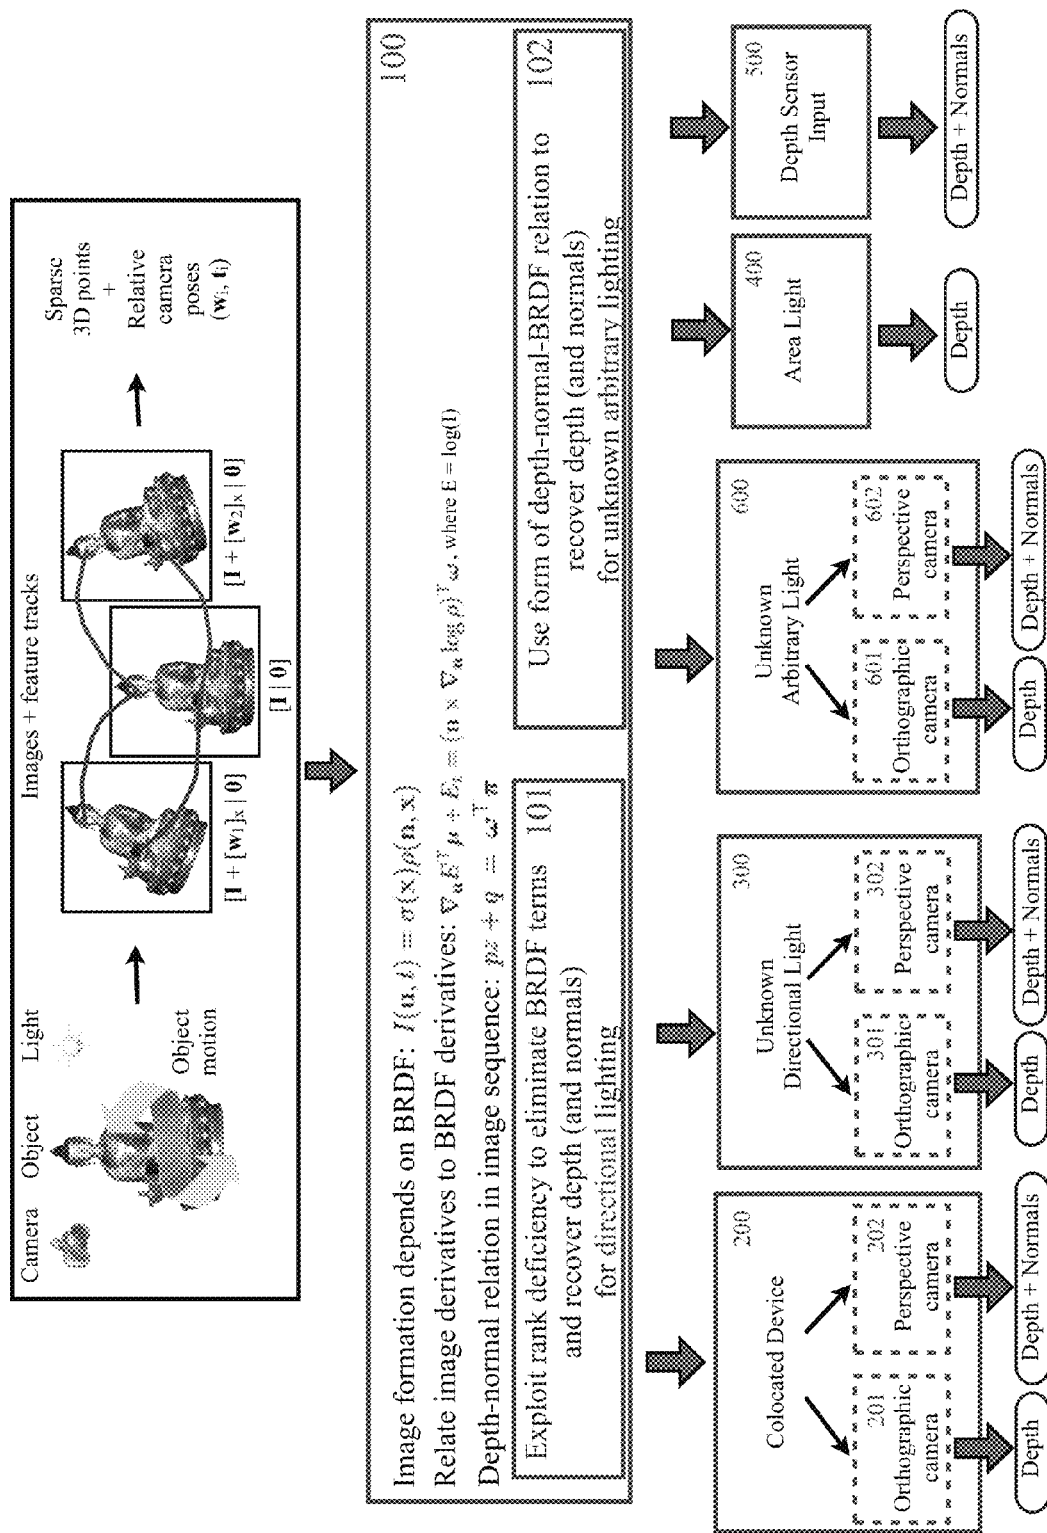 Images + feature tracks
Camera
Object
Light
Object
motion
[I + [w₁]ₓ | 0]
[I | 0]
[I + [w₂]ₓ | 0]
Sparse
3D points
+
Relative
camera
poses
(wᵢ, tᵢ)
100
Image formation depends on BRDF: I(u, t) = σ(x)ρ(n, x)
Relate image derivatives to BRDF derivatives: ∇ᵤEᵀμ + Eₜ = (n × ∇ₙ log ρ)ᵀω, where E = log(I)
Depth-normal relation in image sequence: pz + q = ωᵀπ
Exploit rank deficiency to eliminate BRDF terms 101
and recover depth (and normals)
for directional lighting
Use form of depth-normal-BRDF relation to 102
recover depth (and normals)
for unknown arbitrary lighting
200
Colocated Device
201
Orthographic
camera
202
Perspective
camera
Depth
Depth + Normals
300
Unknown
Directional Light
301
Orthographic
camera
302
Perspective
camera
Depth
Depth + Normals
600
Unknown
Arbitrary Light
601
Orthographic
camera
602
Perspective
camera
Depth
Depth + Normals
400
Area Light
Depth
500
Depth Sensor
Input
Depth + Normals